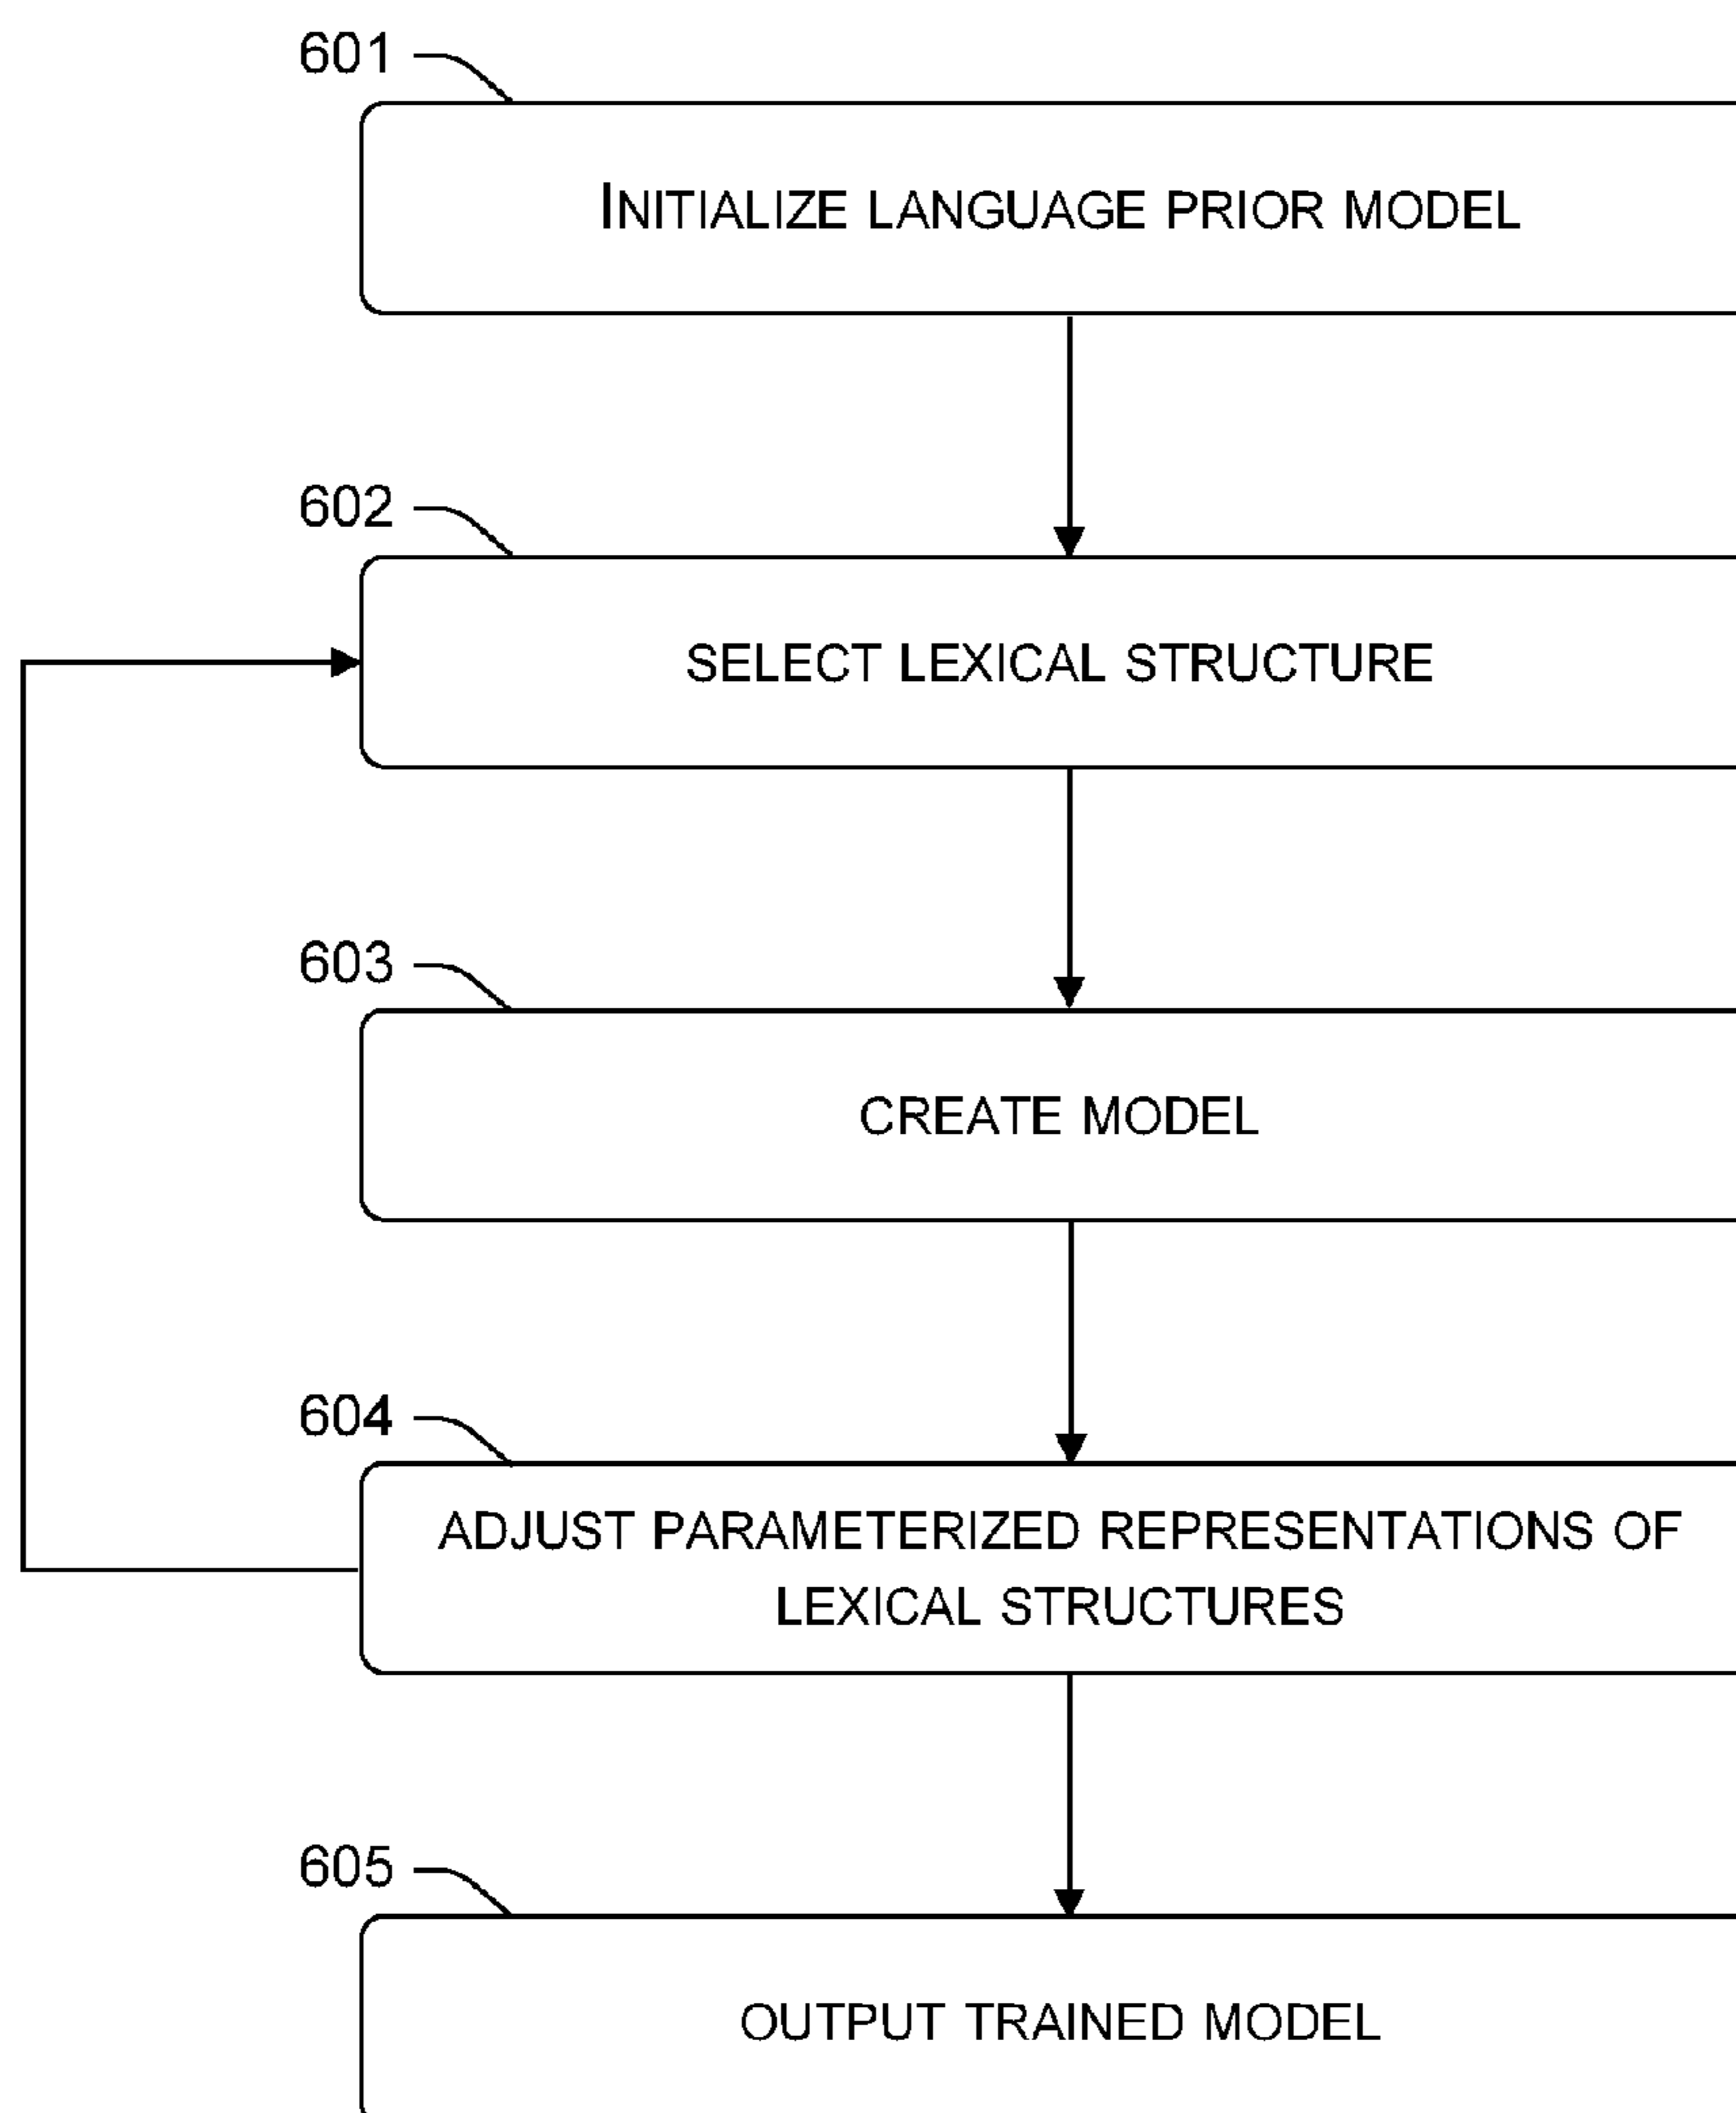 601
INITIALIZE LANGUAGE PRIOR MODEL
602
SELECT LEXICAL STRUCTURE
603
CREATE MODEL
604
ADJUST PARAMETERIZED REPRESENTATIONS OF
LEXICAL STRUCTURES
605
OUTPUT TRAINED MODEL